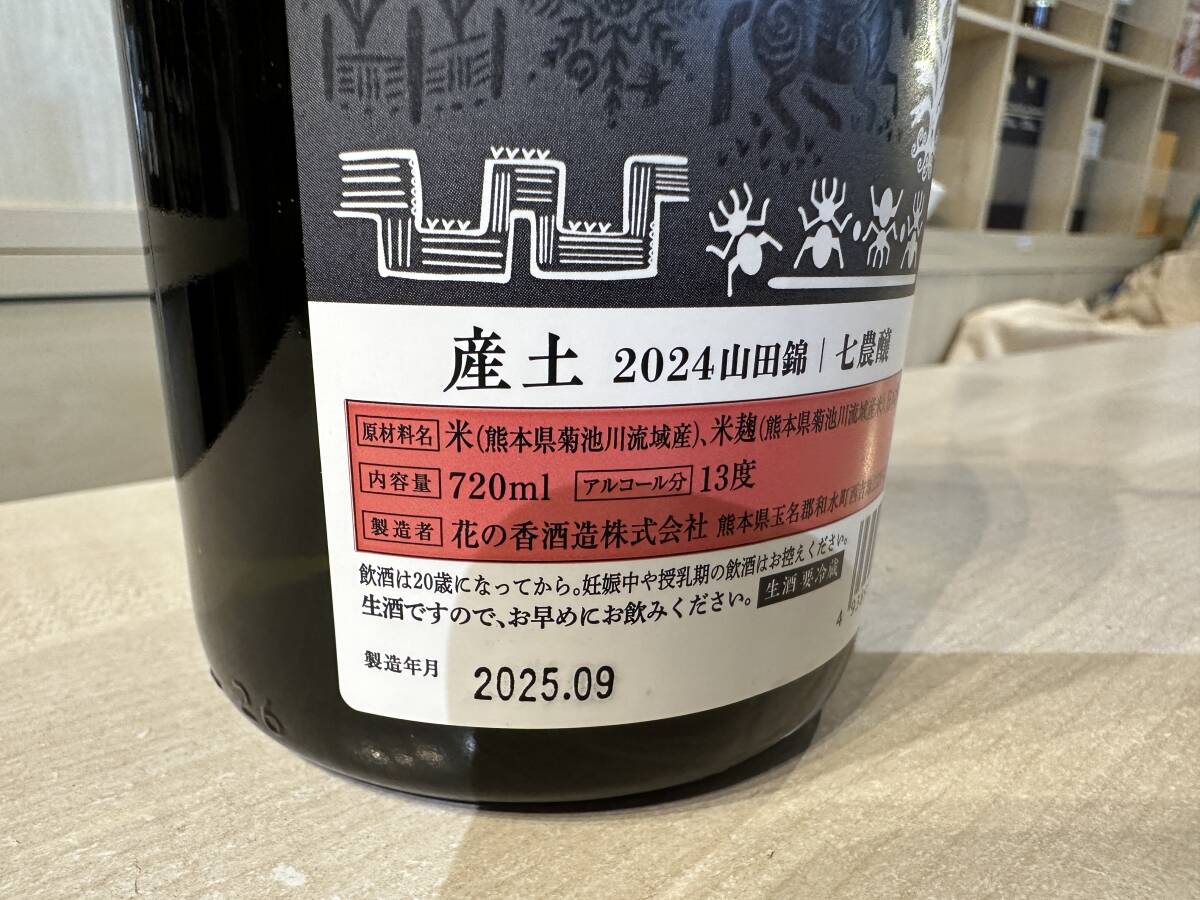 産土 2024山田錦｜七農醸
原材料名 米(熊本県菊池川流域産)、米麹(熊本県菊池川流域産米)
内容量 720ml アルコール分 13度
製造者 花の香酒造株式会社 熊本県玉名郡和水町西吉地
飲酒は20歳になってから。妊娠中や授乳期の飲酒はお控えください。
生酒ですので、お早めにお飲みください。 生酒 要冷蔵
製造年月 2025.09
26